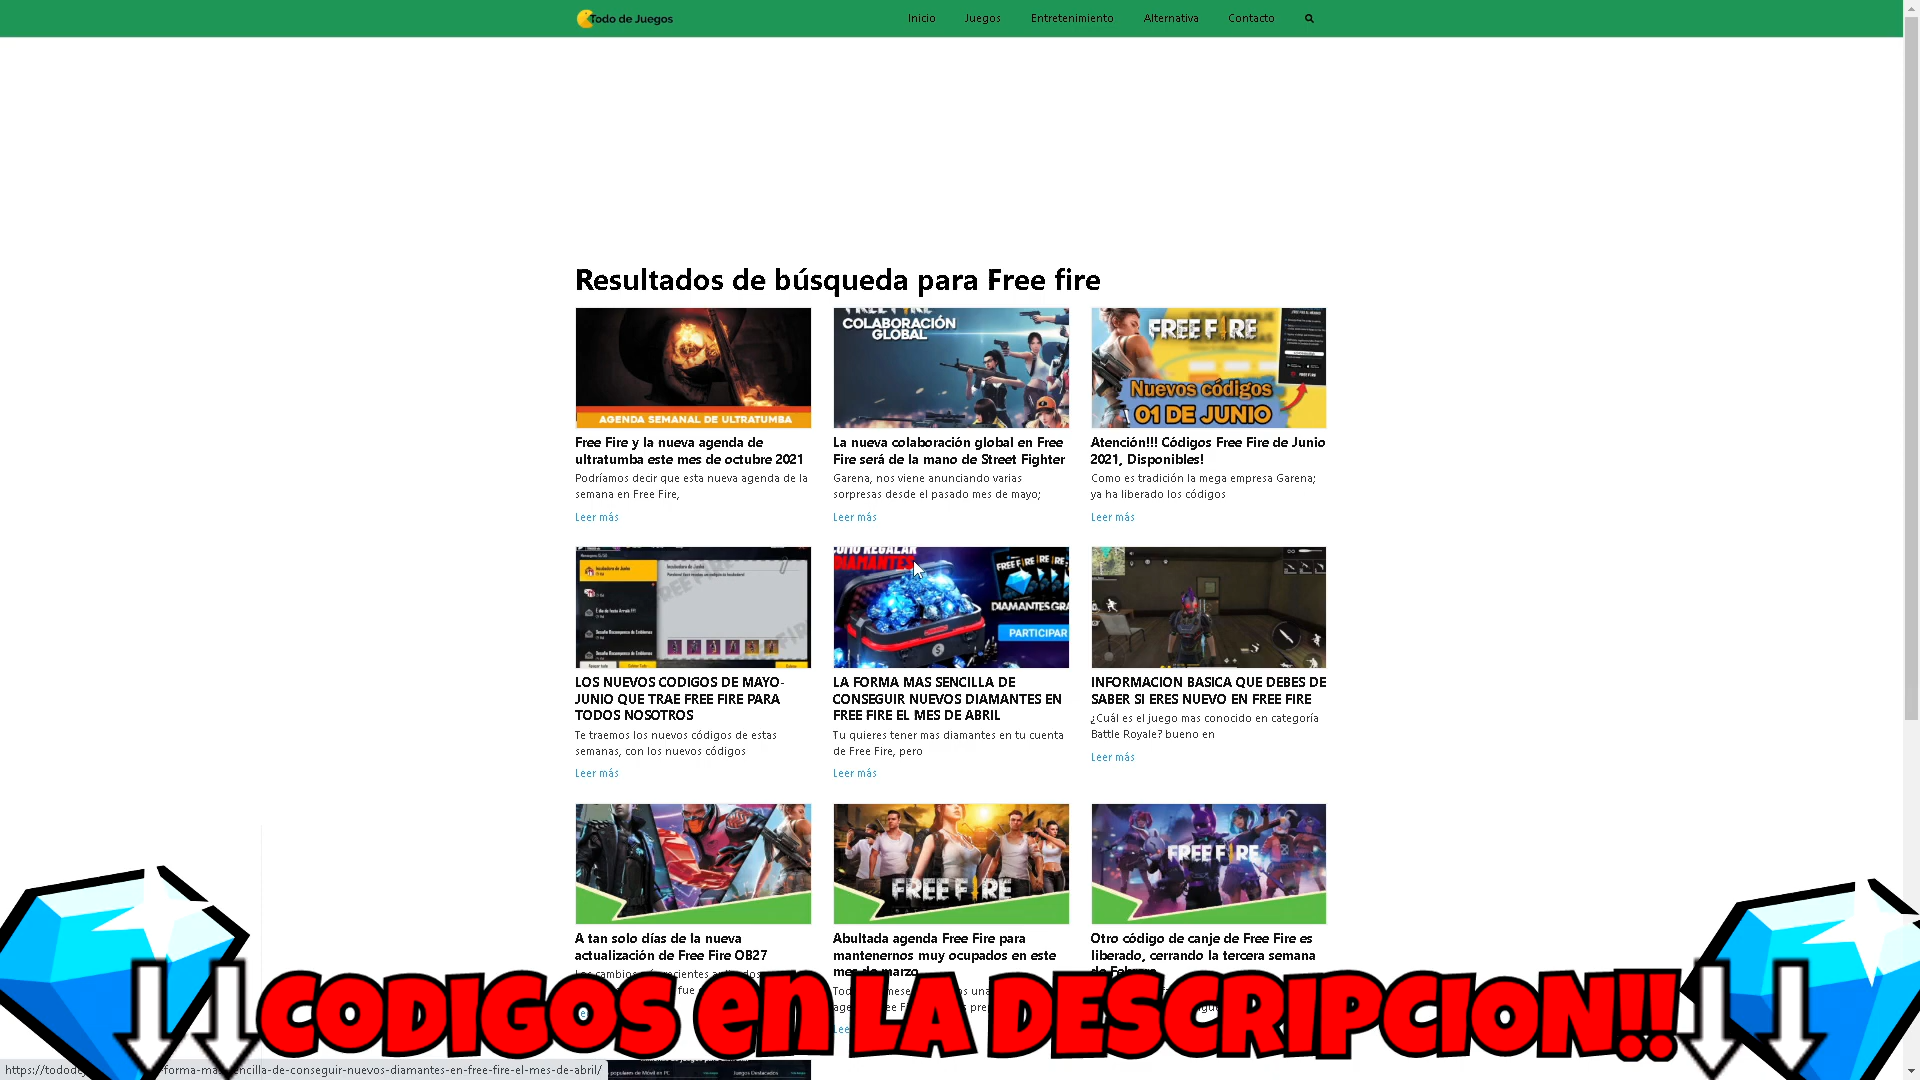 Todo de Juegos
Inicio
Juegos
Entretenimiento
Alternativa
Contacto
Resultados de búsqueda para Free fire
AGENDA SEMANAL DE ULTRATUMBA
FREE FIRE
COLABORACIÓN
GLOBAL
FREE FIRE
Nuevos códigos
01 DE JUNIO
Free Fire y la nueva agenda de
ultratumba este mes de octubre 2021
Podríamos decir que esta nueva agenda de la
semana en Free Fire,
Leer más
La nueva colaboración global en Free
Fire será de la mano de Street Fighter
Garena, nos viene anunciando varias
sorpresas desde el pasado mes de mayo;
Leer más
Atención!!! Códigos Free Fire de Junio
2021, Disponibles!
Como es tradición la mega empresa Garena;
ya ha liberado los códigos
Leer más
COMO REGALAR
DIAMANTES
FREE FIRE
DIAMANTES GRA
PARTICIPAR
LOS NUEVOS CODIGOS DE MAYO-
JUNIO QUE TRAE FREE FIRE PARA
TODOS NOSOTROS
Te traemos los nuevos códigos de estas
semanas, con los nuevos códigos
Leer más
LA FORMA MAS SENCILLA DE
CONSEGUIR NUEVOS DIAMANTES EN
FREE FIRE EL MES DE ABRIL
Tu quieres tener mas diamantes en tu cuenta
de Free Fire, pero
Leer más
INFORMACION BASICA QUE DEBES DE
SABER SI ERES NUEVO EN FREE FIRE
¿Cuál es el juego mas conocido en categoría
Battle Royale? bueno en
Leer más
FREE FIRE
FREE FIRE
A tan solo días de la nueva
actualización de Free Fire OB27
Abultada agenda Free Fire para
mantenernos muy ocupados en este
mes de marzo
Otro código de canje de Free Fire es
liberado, cerrando la tercera semana
de Febrero
CODIGOS en LA DESCRIPCION!!